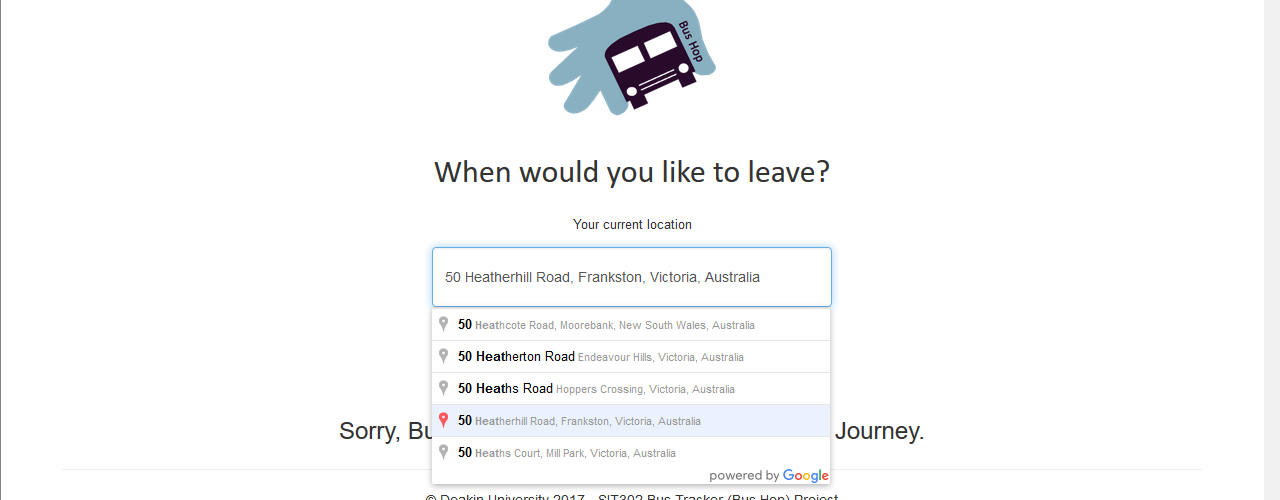 Bus Hop
When would you like to leave?
Your current location
50 Heatherhill Road, Frankston, Victoria, Australia
50 Heathcote Road, Moorebank, New South Wales, Australia
50 Heatherton Road Endeavour Hills, Victoria, Australia
50 Heaths Road Hoppers Crossing, Victoria, Australia
50 Heatherhill Road, Frankston, Victoria, Australia
Sorry, Journey.
50 Heaths Court, Mill Park, Victoria, Australia
powered by Google
© Deakin University 2017 - SIT302 Bus Tracker (Bus Hop) Project